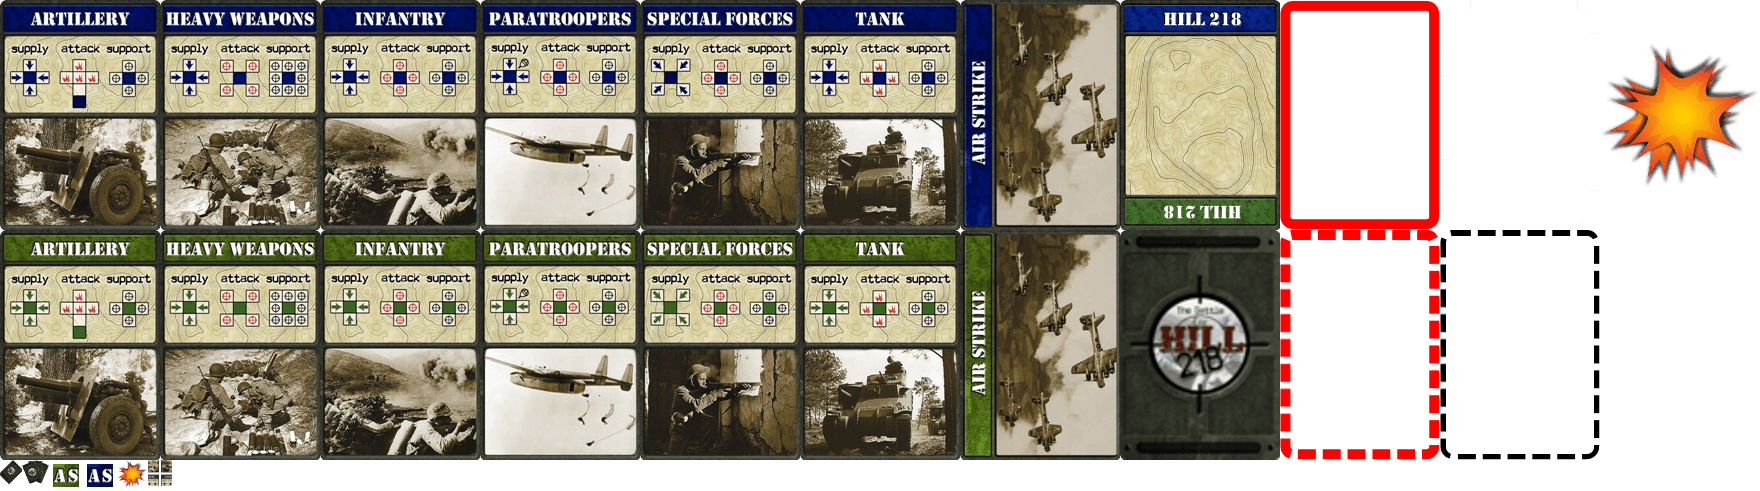 ARTILLERY
supply attack support
HEAVY WEAPONS
supply attack support
INFANTRY
supply attack support
PARATROOPERS
supply attack support
SPECIAL FORCES
supply attack support
TANK
supply attack support
AIR STRIKE
HILL 218
HILL 218
ARTILLERY
supply attack support
HEAVY WEAPONS
supply attack support
INFANTRY
supply attack support
PARATROOPERS
supply attack support
SPECIAL FORCES
supply attack support
TANK
supply attack support
AIR STRIKE
The Battle
HILL
218
AS
AS